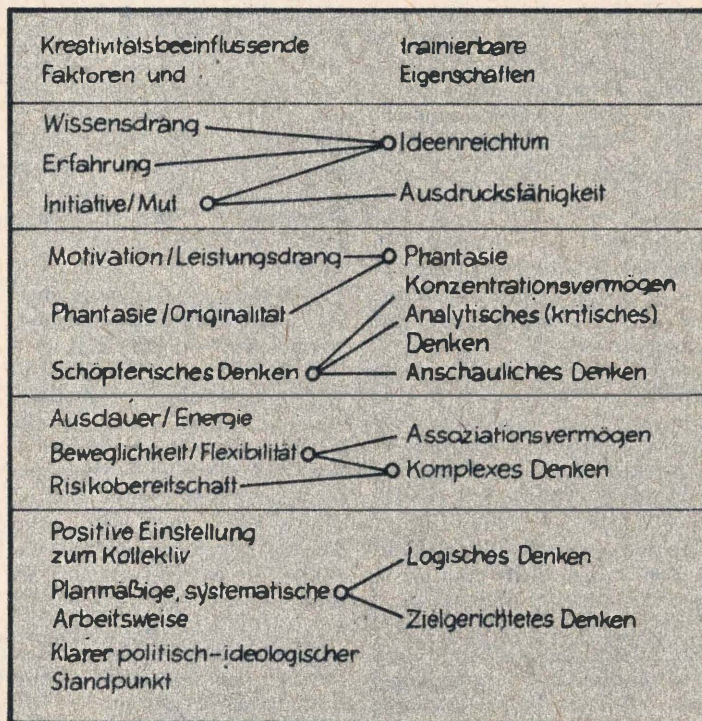 Kreativitätsbeeinflussende
Faktoren und
trainierbare
Eigenschaften
Wissensdrang
Erfahrung
Initiative/Mut
Ideenreichtum
Ausdrucksfähigkeit
Motivation/Leistungsdrang
Phantasie/Originalität
Schöpferisches Denken
Phantasie
Konzentrationsvermögen
Analytisches (kritisches)
Denken
Anschauliches Denken
Ausdauer/Energie
Beweglichkeit/Flexibilität
Risikobereitschaft
Assoziationsvermögen
Komplexes Denken
Positive Einstellung
zum Kollektiv
Planmäßige, systematische
Arbeitsweise
Klarer politisch-ideologischer
Standpunkt
Logisches Denken
Zielgerichtetes Denken